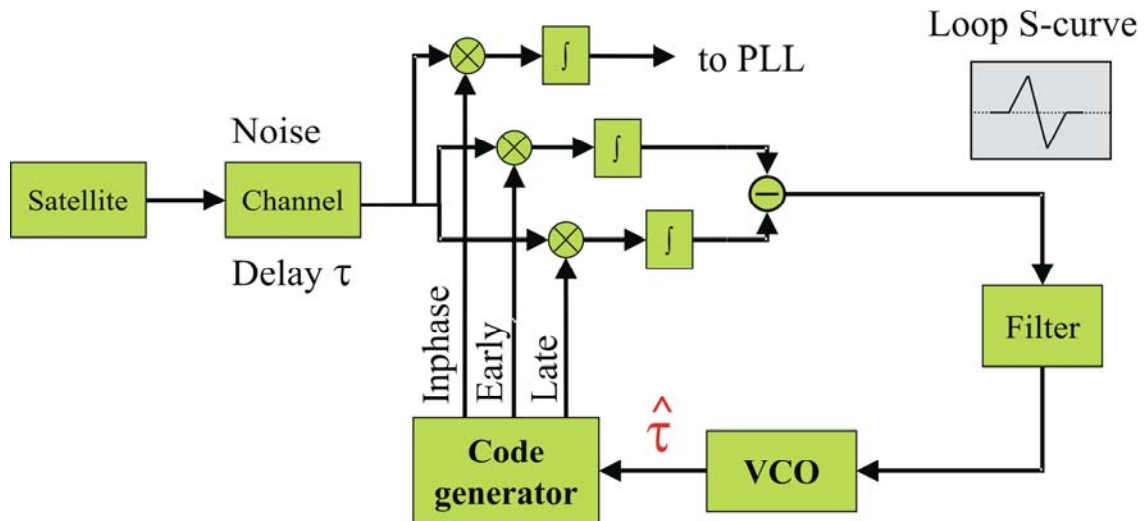 Loop S-curve
∫
to PLL
Noise
∫
Satellite
Channel
−
∫
Delay τ
Inphase
Early
Late
Filter
τ̂
Code
generator
VCO